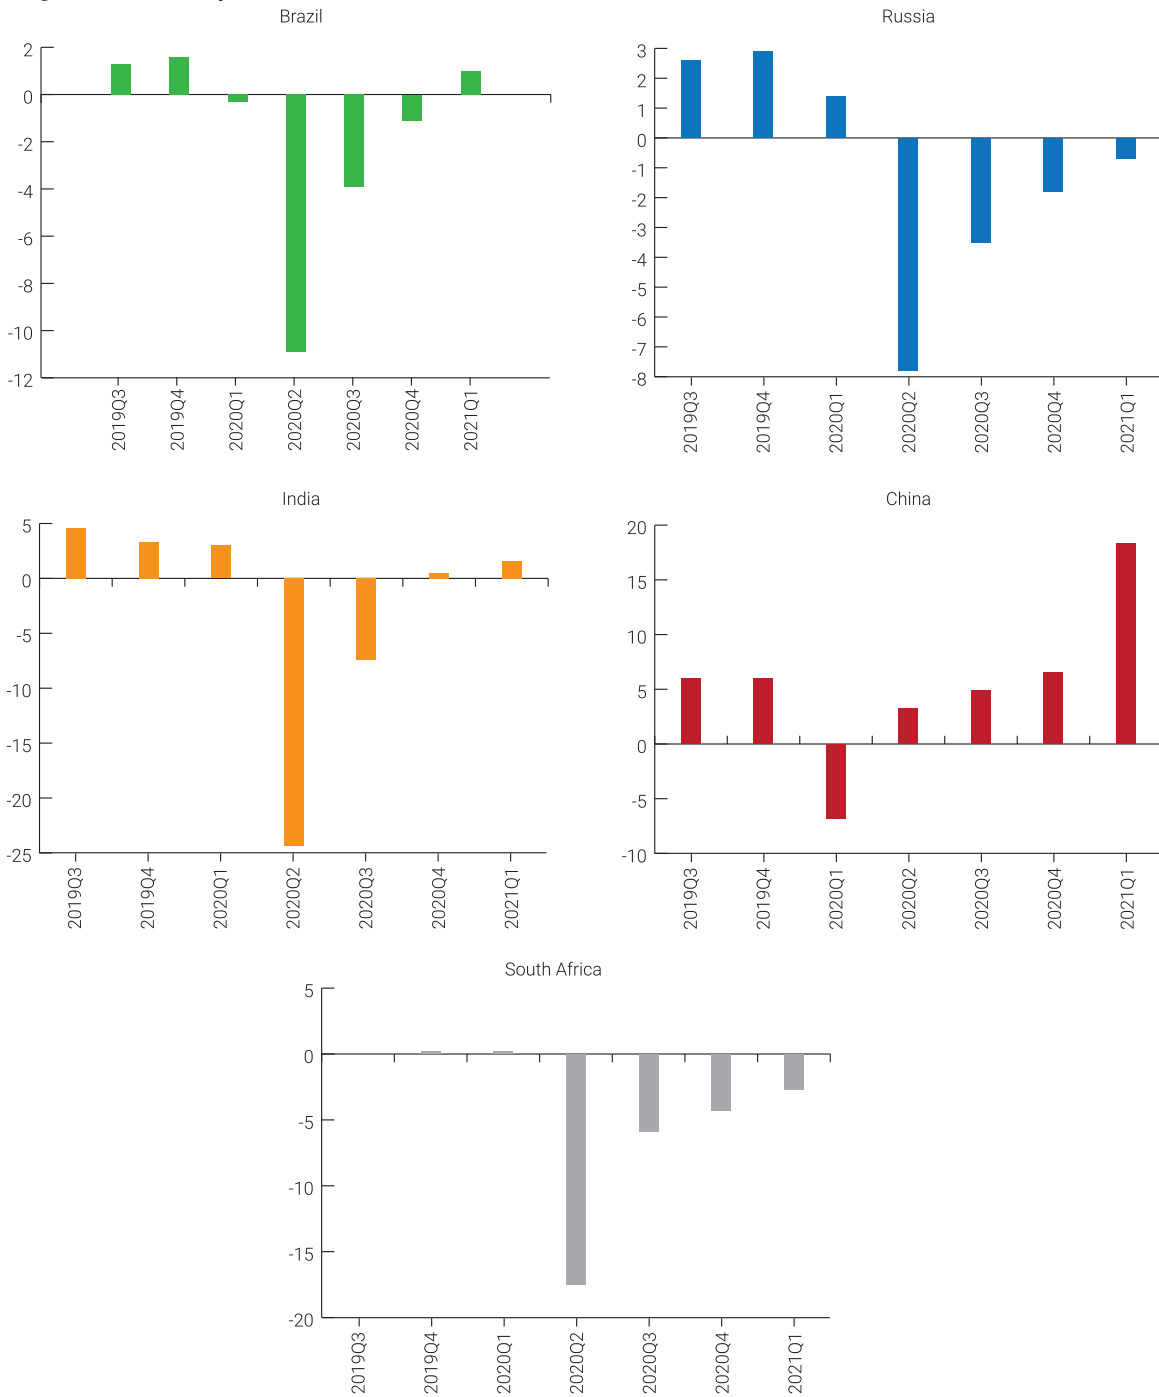 Brazil
2
0
-2
-4
-6
-8
-10
-12
2019Q3
2019Q4
2020Q1
2020Q2
2020Q3
2020Q4
2021Q1
Russia
3
2
1
0
-1
-2
-3
-4
-5
-6
-7
-8
2019Q3
2019Q4
2020Q1
2020Q2
2020Q3
2020Q4
2021Q1
India
5
0
-5
-10
-15
-20
-25
2019Q3
2019Q4
2020Q1
2020Q2
2020Q3
2020Q4
2021Q1
China
20
15
10
5
0
-5
-10
2019Q3
2019Q4
2020Q1
2020Q2
2020Q3
2020Q4
2021Q1
South Africa
5
0
-5
-10
-15
-20
2019Q3
2019Q4
2020Q1
2020Q2
2020Q3
2020Q4
2021Q1